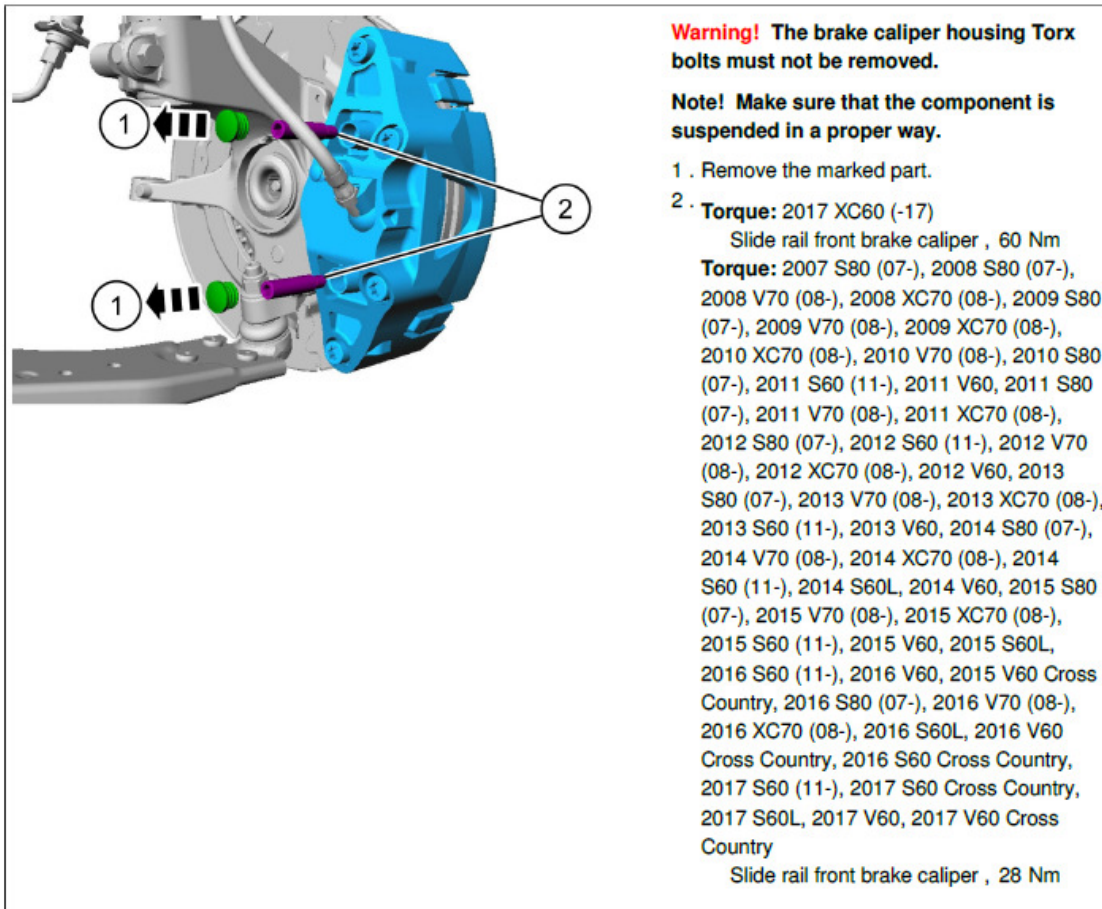 1
1
2
Warning! The brake caliper housing Torx
bolts must not be removed.
Note! Make sure that the component is
suspended in a proper way.
1 . Remove the marked part.
2 . Torque: 2017 XC60 (-17)
Slide rail front brake caliper , 60 Nm
Torque: 2007 S80 (07-), 2008 S80 (07-),
2008 V70 (08-), 2008 XC70 (08-), 2009 S80
(07-), 2009 V70 (08-), 2009 XC70 (08-),
2010 XC70 (08-), 2010 V70 (08-), 2010 S80
(07-), 2011 S60 (11-), 2011 V60, 2011 S80
(07-), 2011 V70 (08-), 2011 XC70 (08-),
2012 S80 (07-), 2012 S60 (11-), 2012 V70
(08-), 2012 XC70 (08-), 2012 V60, 2013
S80 (07-), 2013 V70 (08-), 2013 XC70 (08-),
2013 S60 (11-), 2013 V60, 2014 S80 (07-),
2014 V70 (08-), 2014 XC70 (08-), 2014
S60 (11-), 2014 S60L, 2014 V60, 2015 S80
(07-), 2015 V70 (08-), 2015 XC70 (08-),
2015 S60 (11-), 2015 V60, 2015 S60L,
2016 S60 (11-), 2016 V60, 2015 V60 Cross
Country, 2016 S80 (07-), 2016 V70 (08-),
2016 XC70 (08-), 2016 S60L, 2016 V60
Cross Country, 2016 S60 Cross Country,
2017 S60 (11-), 2017 S60 Cross Country,
2017 S60L, 2017 V60, 2017 V60 Cross
Country
Slide rail front brake caliper , 28 Nm